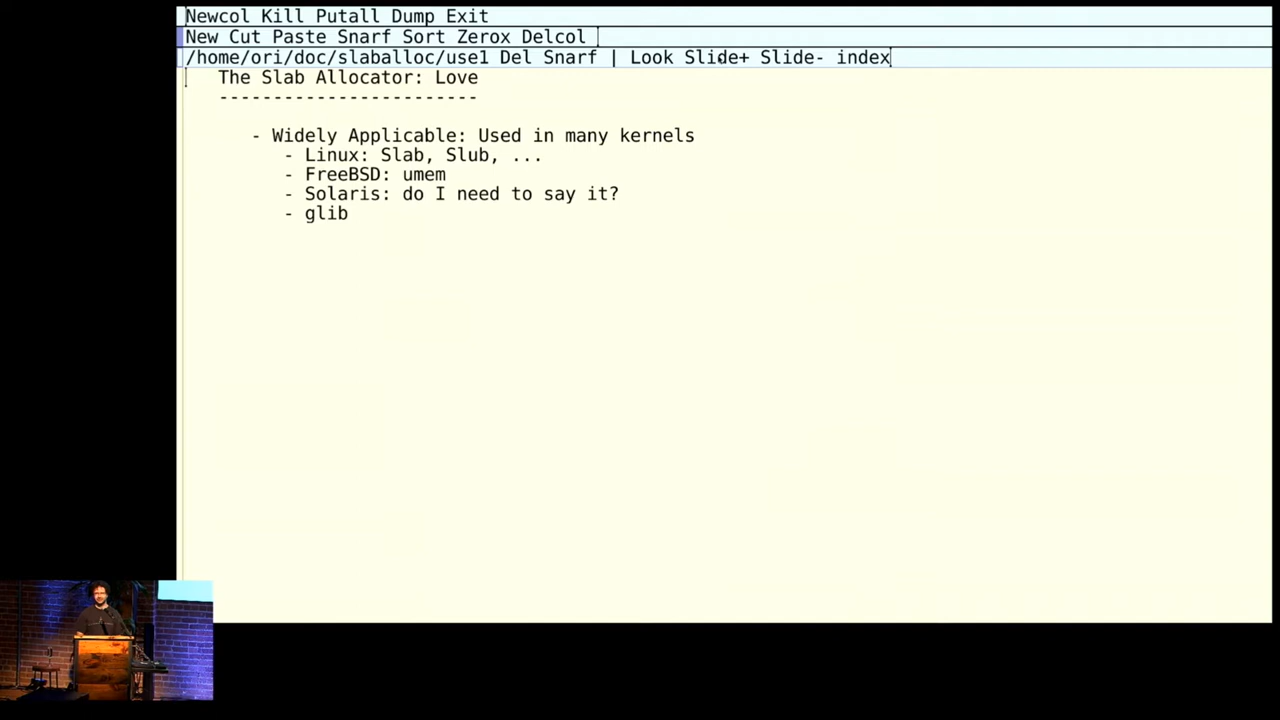 Newcol Kill Putall Dump Exit
New Cut Paste Snarf Sort Zerox Delcol
/home/ori/doc/slaballoc/use1 Del Snarf | Look Slide+ Slide- index
The Slab Allocator: Love
------------------------
- Widely Applicable: Used in many kernels
- Linux: Slab, Slub, ...
- FreeBSD: umem
- Solaris: do I need to say it?
- glib